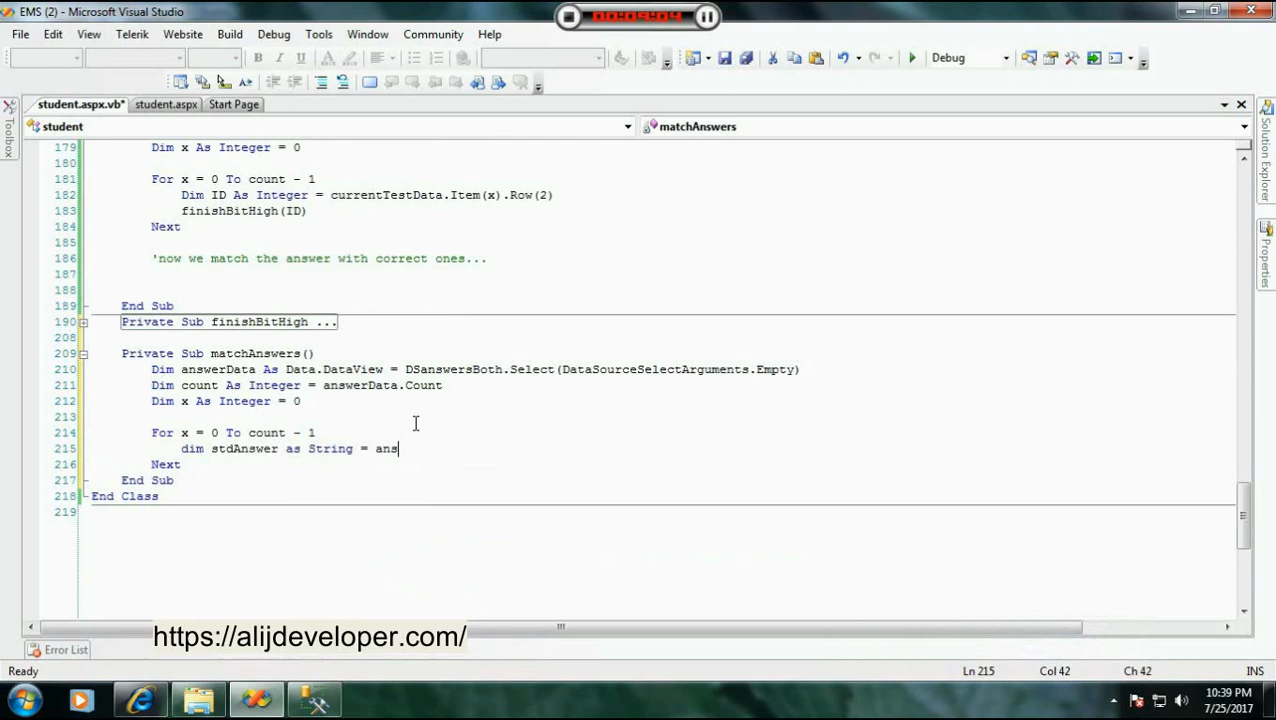 EMS (2) - Microsoft Visual Studio
File Edit View Telerik Website Build Debug Tools Window Community Help
Debug
student.aspx.vb* student.aspx Start Page
student matchAnswers
179 Dim x As Integer = 0
180
181 For x = 0 To count - 1
182 Dim ID As Integer = currentTestData.Item(x).Row(2)
183 finishBitHigh(ID)
184 Next
185
186 'now we match the answer with correct ones...
187
188
189 End Sub
190 Private Sub finishBitHigh ...
208
209 Private Sub matchAnswers()
210 Dim answerData As Data.DataView = DSanswersBoth.Select(DataSourceSelectArguments.Empty)
211 Dim count As Integer = answerData.Count
212 Dim x As Integer = 0
213
214 For x = 0 To count - 1
215 dim stdAnswer as String = ans
216 Next
217 End Sub
218 End Class
219
Toolbox
Solution Explorer
Properties
https://alijdeveloper.com/
Error List
Ready Ln 215 Col 42 Ch 42 INS
10:39 PM
7/25/2017